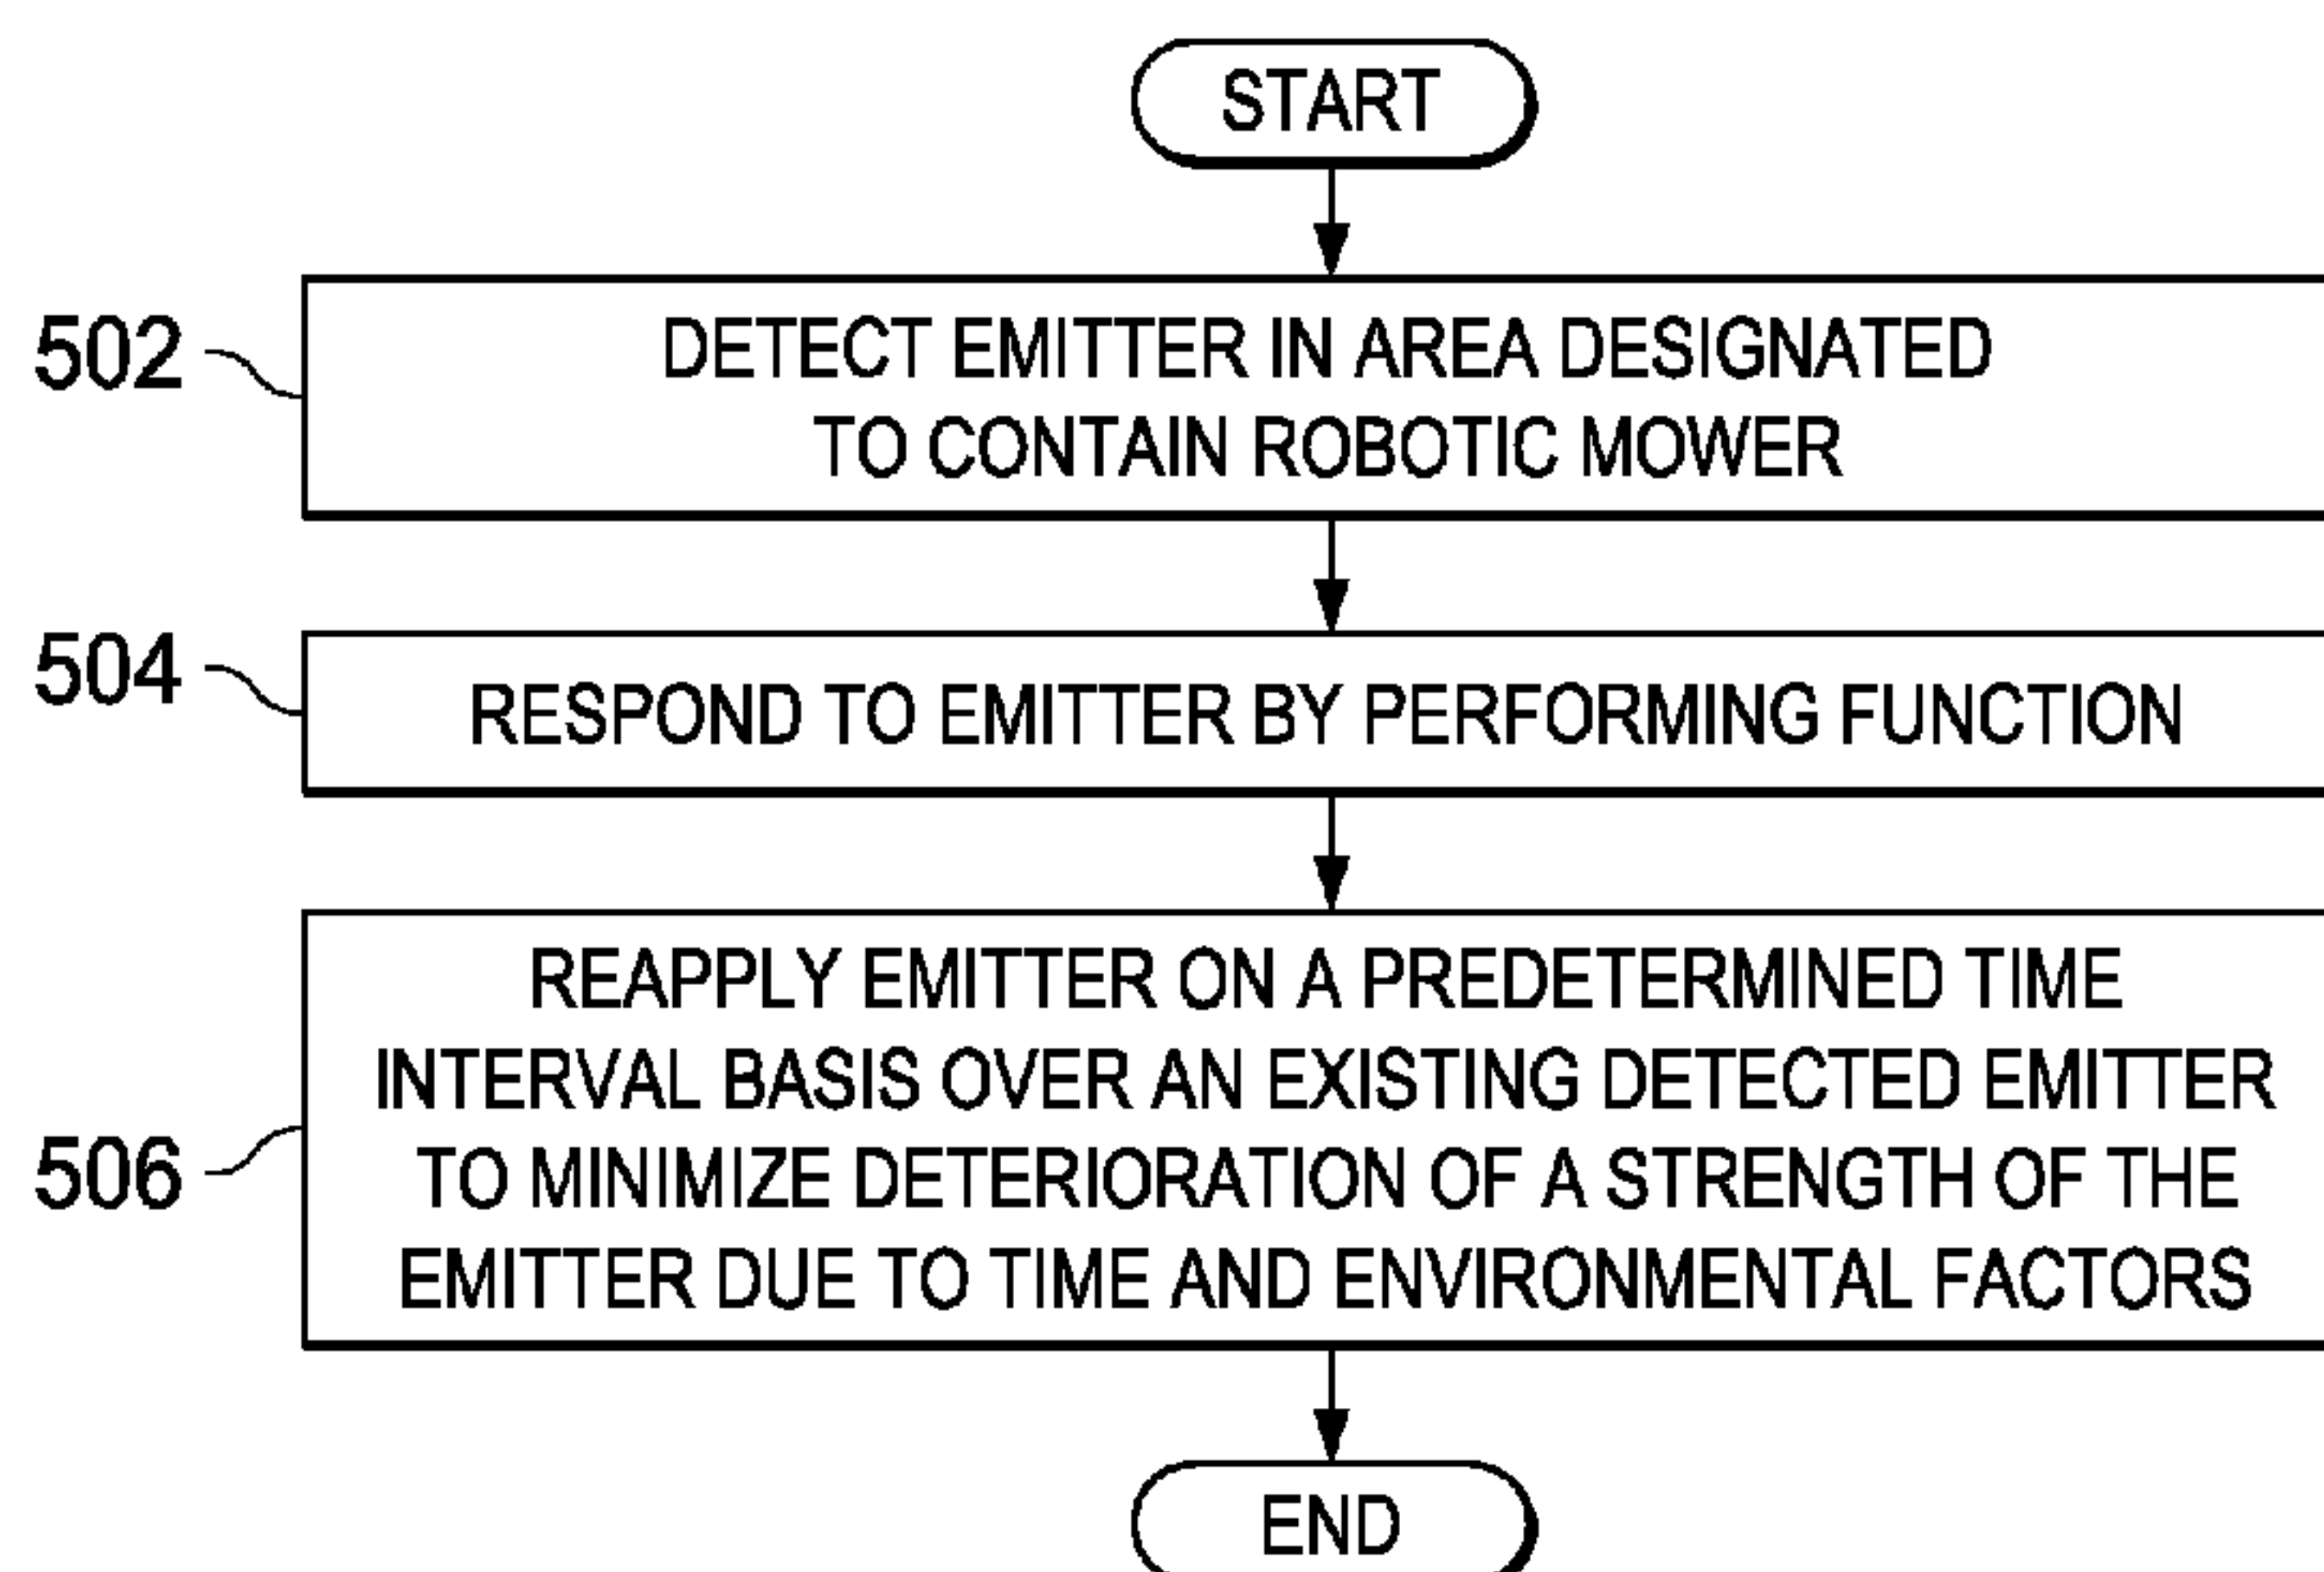 START
502
DETECT EMITTER IN AREA DESIGNATED
TO CONTAIN ROBOTIC MOWER
504
RESPOND TO EMITTER BY PERFORMING FUNCTION
506
REAPPLY EMITTER ON A PREDETERMINED TIME
INTERVAL BASIS OVER AN EXISTING DETECTED EMITTER
TO MINIMIZE DETERIORATION OF A STRENGTH OF THE
EMITTER DUE TO TIME AND ENVIRONMENTAL FACTORS
END